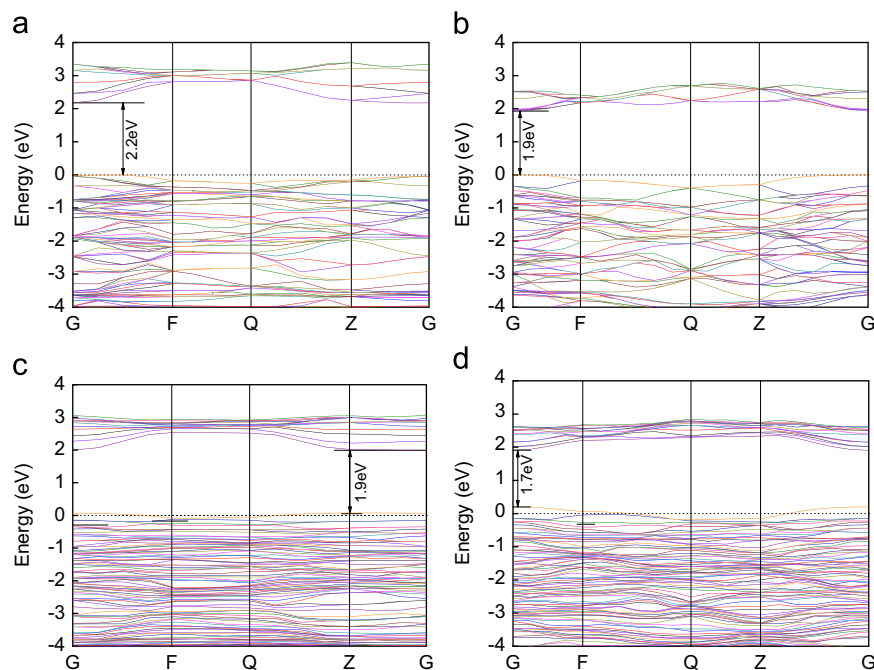 a
4
3
2
1
0
-1
-2
-3
-4
Energy (eV)
2.2eV
G F Q Z G
b
4
3
2
1
0
-1
-2
-3
-4
Energy (eV)
1.9eV
G F Q Z G
c
4
3
2
1
0
-1
-2
-3
-4
Energy (eV)
1.9eV
G F Q Z G
d
4
3
2
1
0
-1
-2
-3
-4
Energy (eV)
1.7eV
G F Q Z G